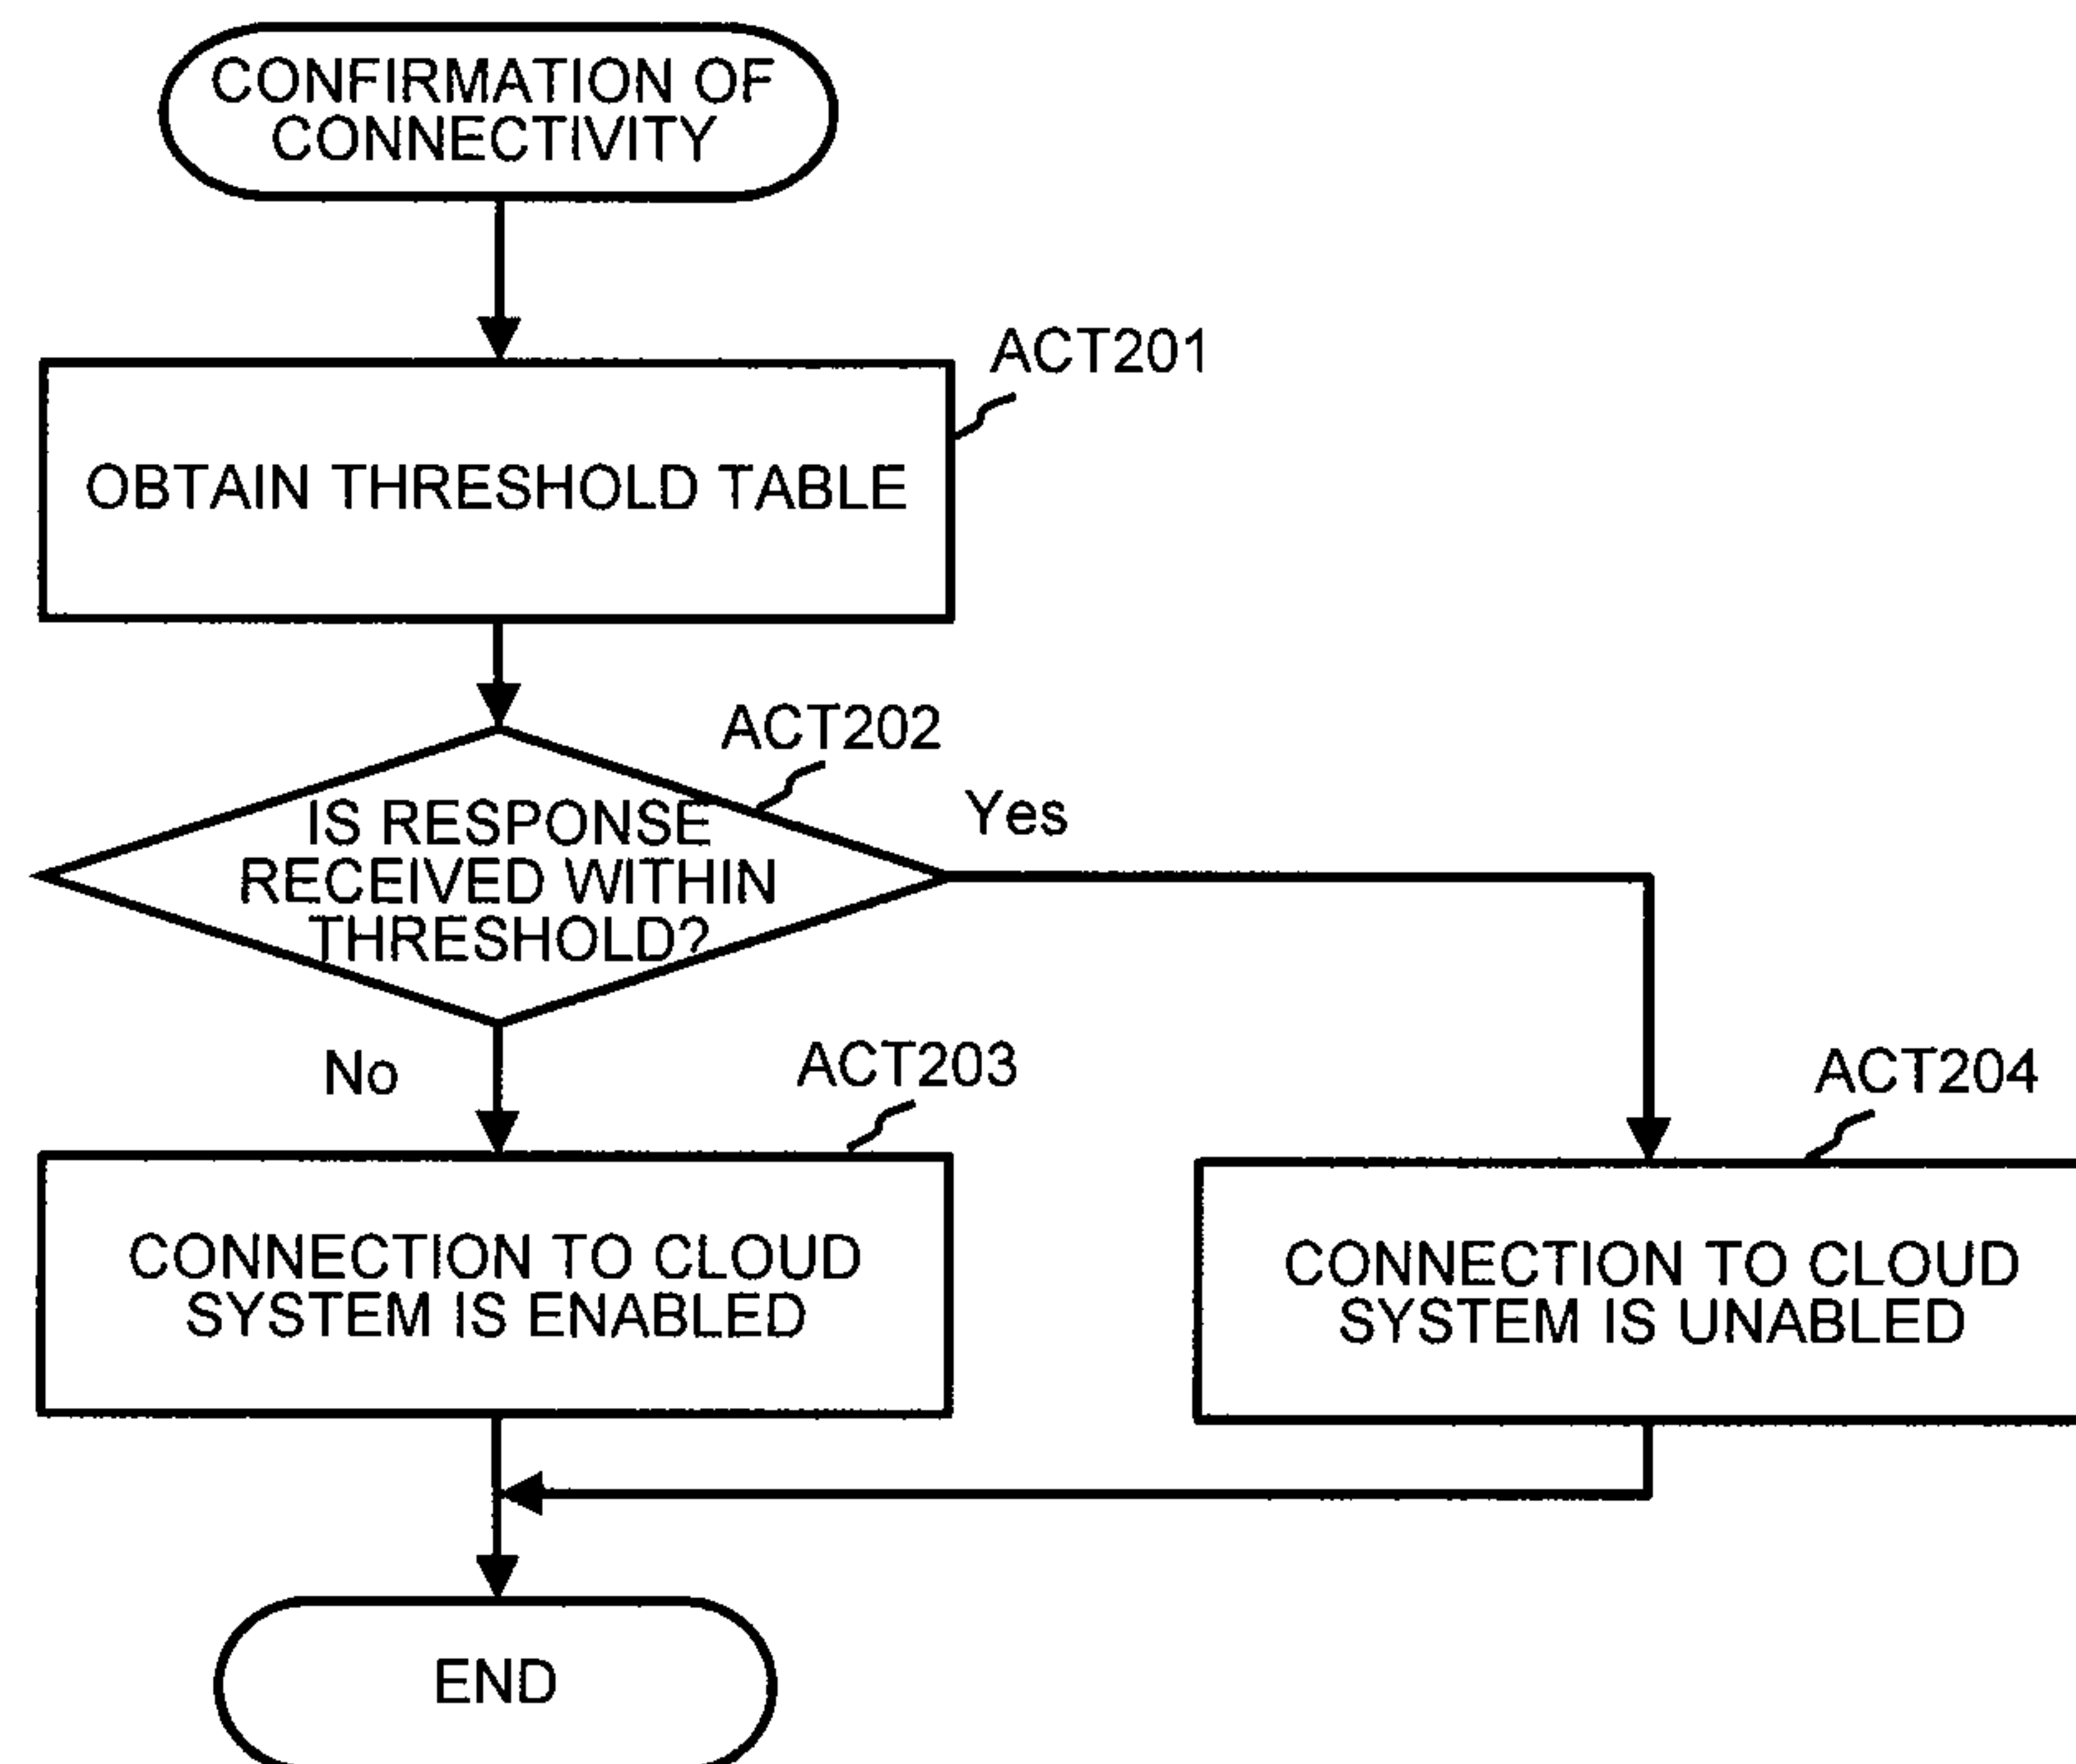 CONFIRMATION OF
CONNECTIVITY
ACT201
OBTAIN THRESHOLD TABLE
ACT202
IS RESPONSE
RECEIVED WITHIN
THRESHOLD?
Yes
No
ACT203
CONNECTION TO CLOUD
SYSTEM IS ENABLED
ACT204
CONNECTION TO CLOUD
SYSTEM IS UNABLED
END